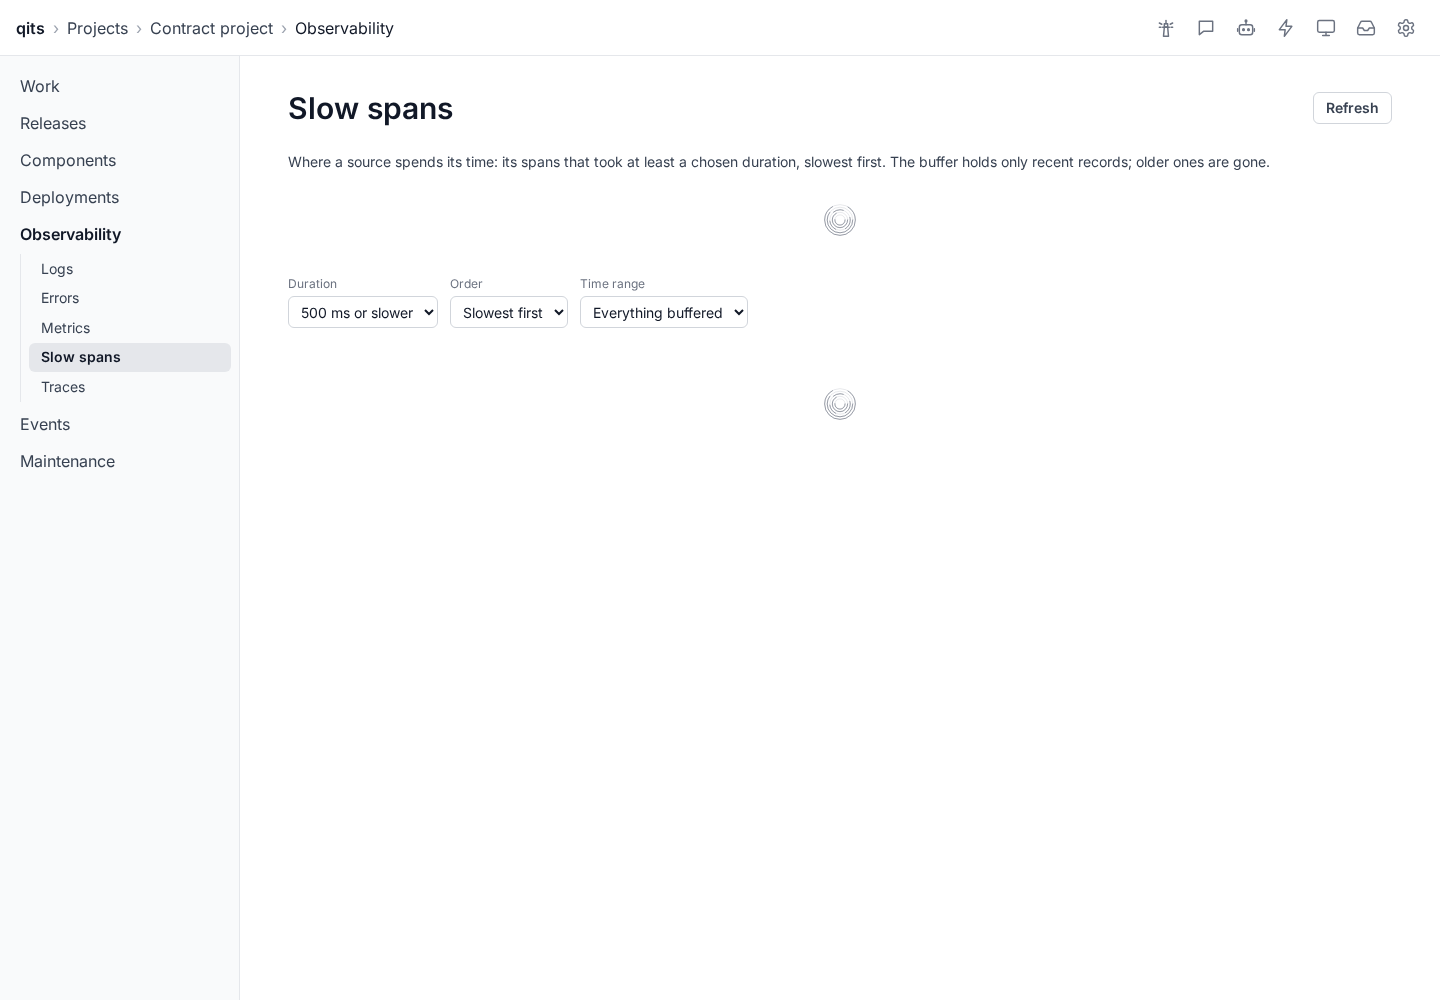 qits › Projects › Contract project › Observability
Work
Releases
Components
Deployments
Observability
Logs
Errors
Metrics
Slow spans
Traces
Events
Maintenance
Slow spans
Refresh
Where a source spends its time: its spans that took at least a chosen duration, slowest first. The buffer holds only recent records; older ones are gone.
Duration Order Time range
500 ms or slower Slowest first Everything buffered